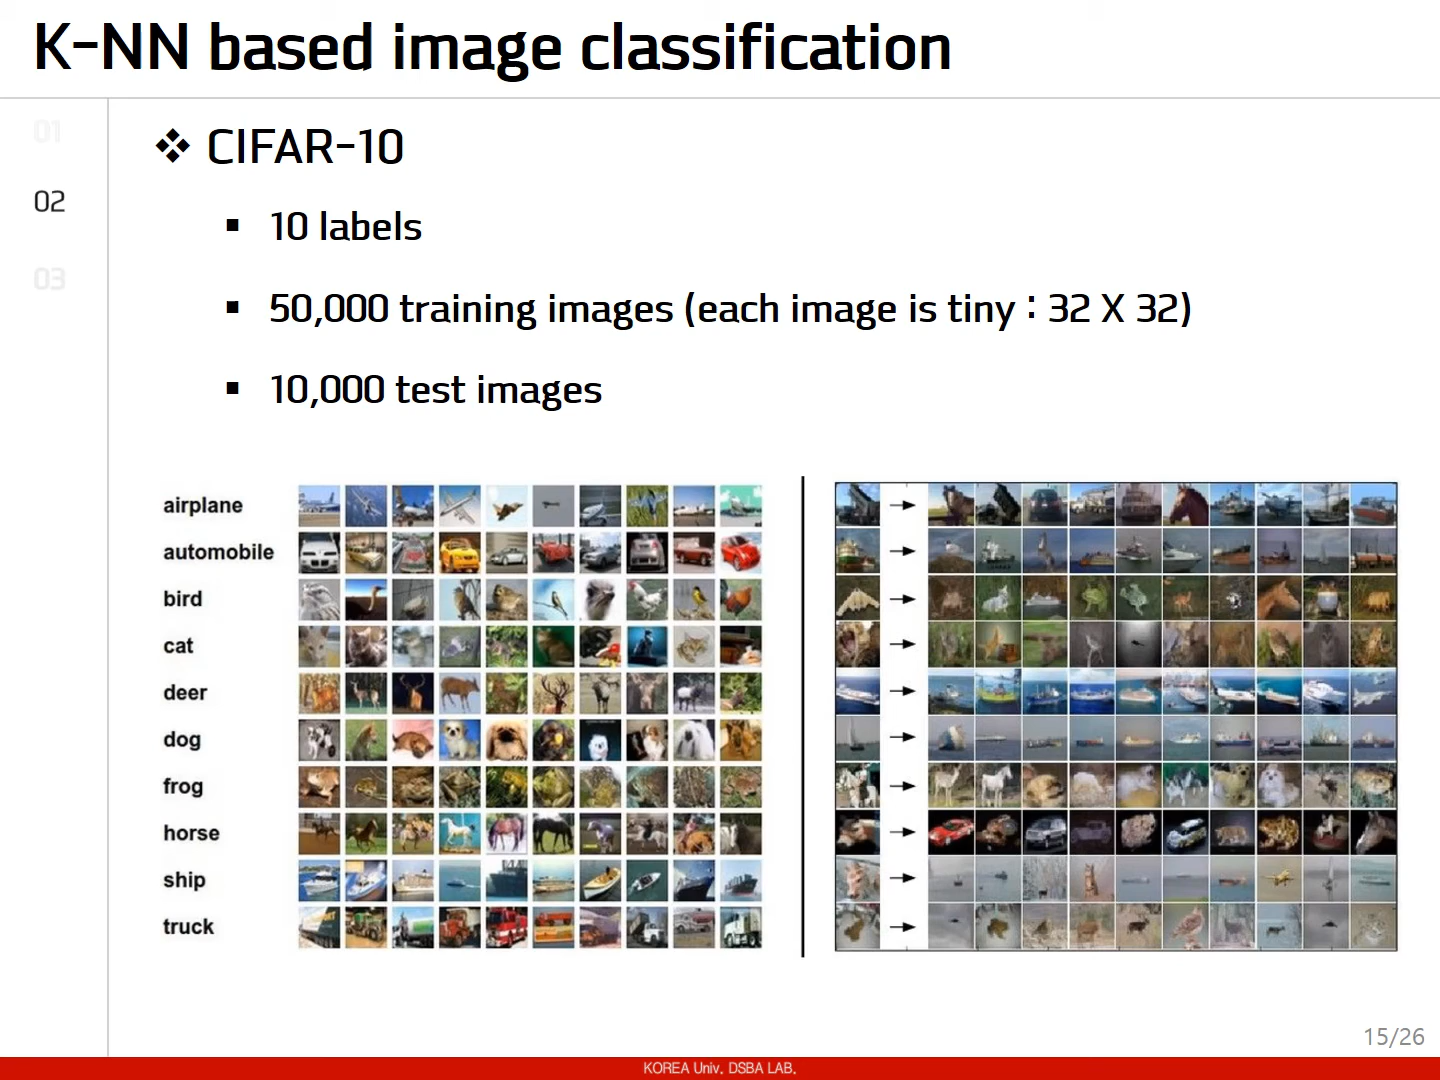 K-NN based image classification
01
02
03
❖ CIFAR-10
▪ 10 labels
▪ 50,000 training images (each image is tiny : 32 X 32)
▪ 10,000 test images
airplane
automobile
bird
cat
deer
dog
frog
horse
ship
truck
15/26
KOREA Univ. DSBA LAB.